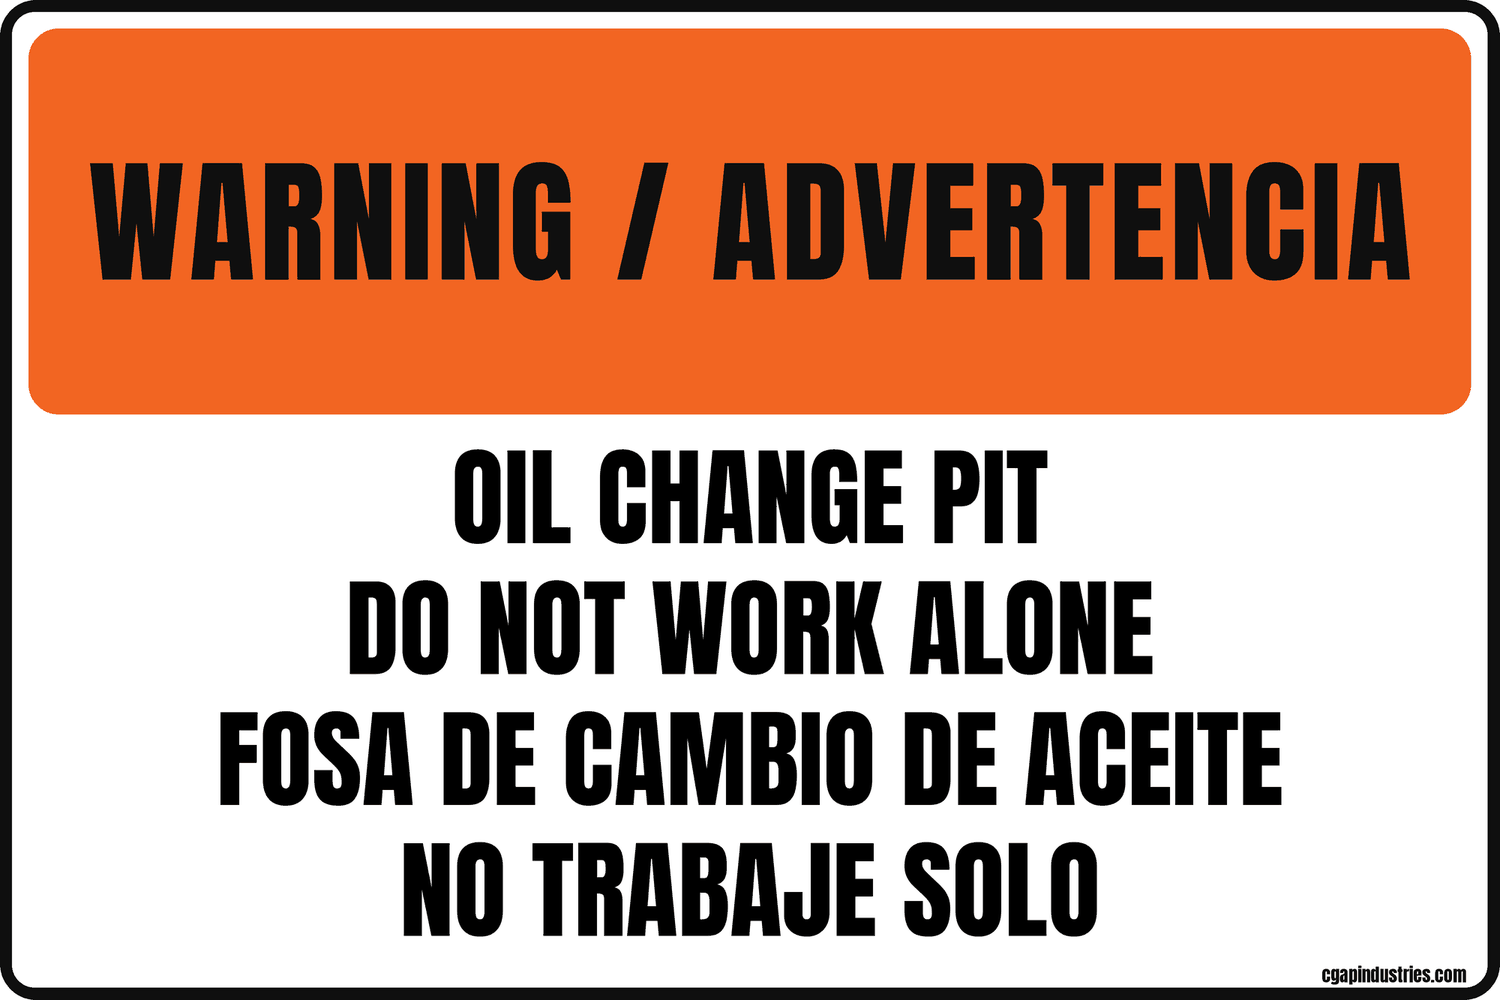 WARNING / ADVERTENCIA
OIL CHANGE PIT
DO NOT WORK ALONE
FOSA DE CAMBIO DE ACEITE
NO TRABAJE SOLO
cgapindustries.com